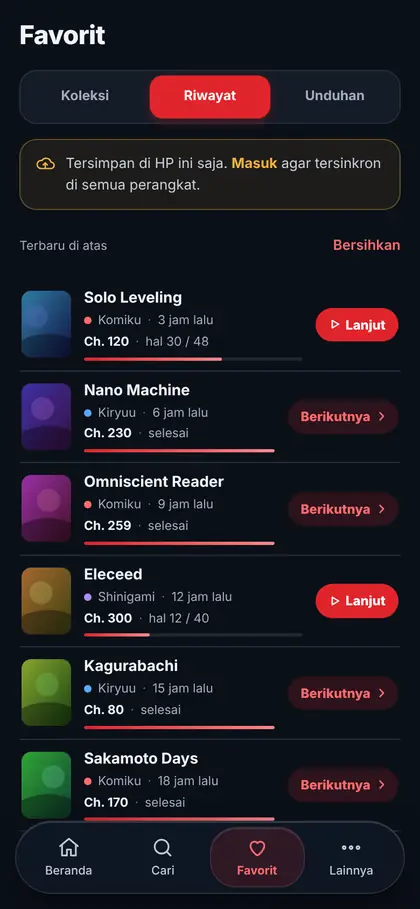 Favorit
Koleksi
Riwayat
Unduhan
Tersimpan di HP ini saja. Masuk agar tersinkron
di semua perangkat.
Terbaru di atas
Bersihkan
Solo Leveling
Komiku · 3 jam lalu
Ch. 120 · hal 30 / 48
Lanjut
Nano Machine
Kiryuu · 6 jam lalu
Ch. 230 · selesai
Berikutnya
Omniscient Reader
Komiku · 9 jam lalu
Ch. 259 · selesai
Berikutnya
Eleceed
Shinigami · 12 jam lalu
Ch. 300 · hal 12 / 40
Lanjut
Kagurabachi
Kiryuu · 15 jam lalu
Ch. 80 · selesai
Berikutnya
Sakamoto Days
Komiku · 18 jam lalu
Ch. 170 · selesai
Berikutnya
Beranda
Cari
Favorit
Lainnya